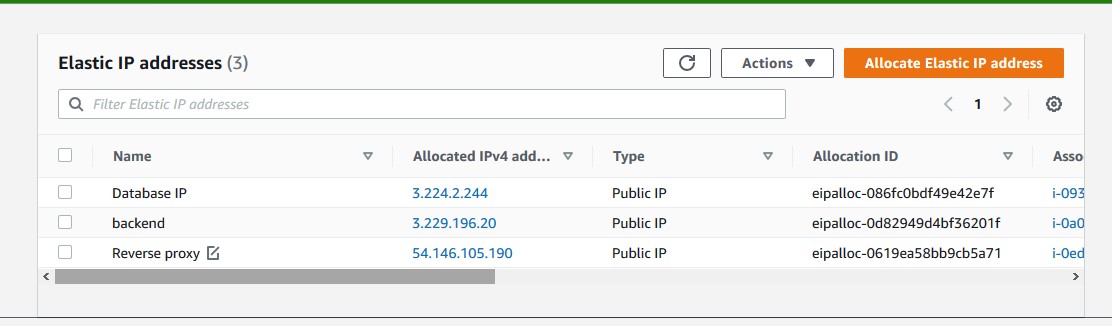 Elastic IP addresses (3)
Actions
Allocate Elastic IP address
Filter Elastic IP addresses
1
Name Allocated IPv4 add... Type Allocation ID Asso
Database IP 3.224.2.244 Public IP eipalloc-086fc0bdf49e42e7f i-093
backend 3.229.196.20 Public IP eipalloc-0d82949d4bf36201f i-0a0
Reverse proxy 54.146.105.190 Public IP eipalloc-0619ea58bb9cb5a71 i-0ed